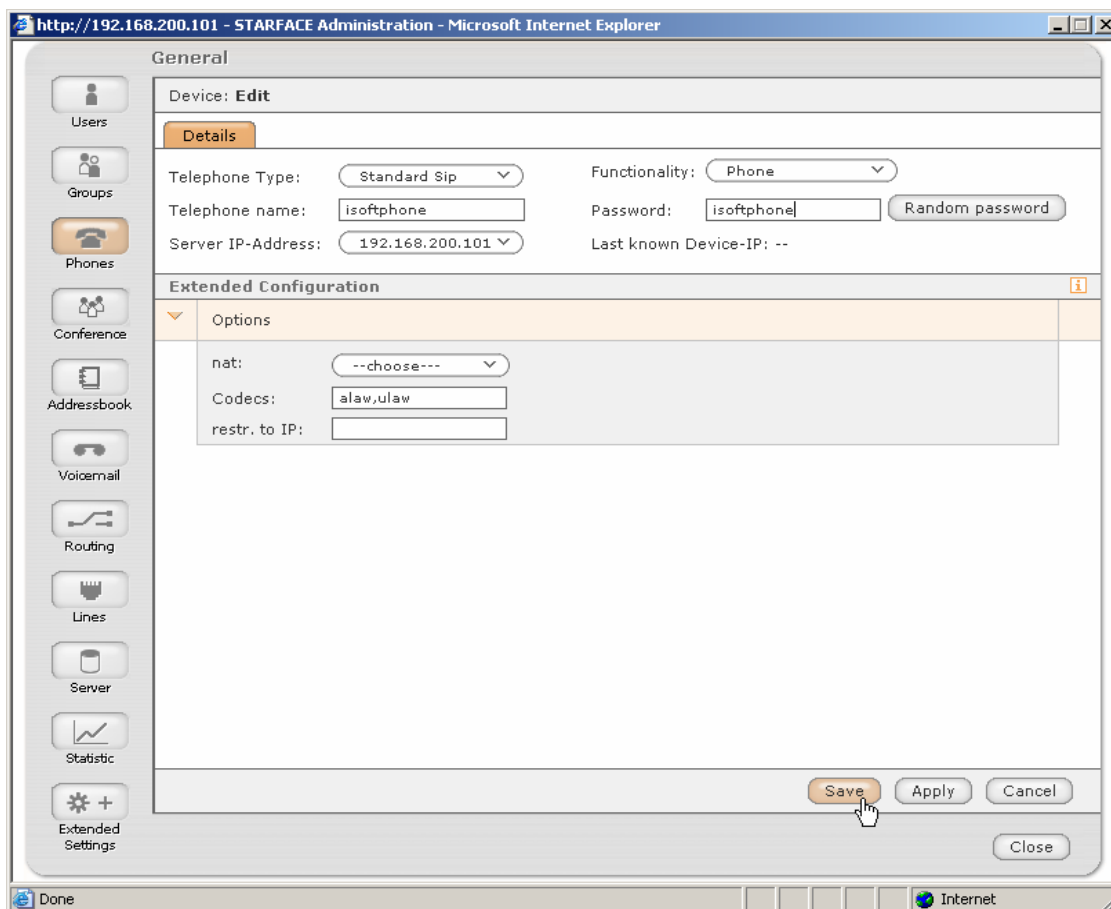 http://192.168.200.101 - STARFACE Administration - Microsoft Internet Explorer
General
Users
Groups
Phones
Conference
Addressbook
Voicemail
Routing
Lines
Server
Statistic
Extended
Settings
Device: Edit
Details
Telephone Type: Standard Sip Functionality: Phone
Telephone name: isoftphone Password: isoftphone Random password
Server IP-Address: 192.168.200.101 Last known Device-IP: --
Extended Configuration
Options
nat: --choose---
Codecs: alaw,ulaw
restr. to IP:
Save Apply Cancel
Close
Done Internet